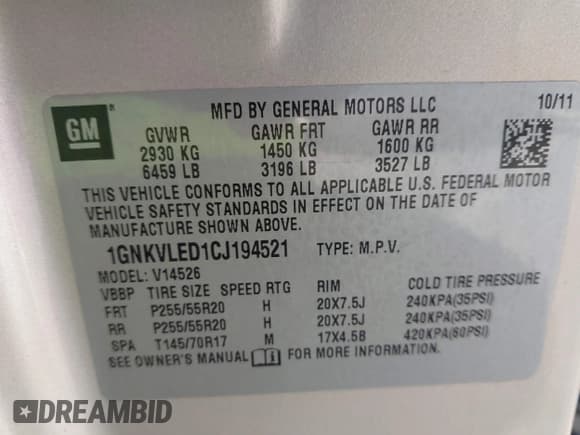 GM
MFD BY GENERAL MOTORS LLC 10/11
GVWR GAWR FRT GAWR RR
2930 KG 1450 KG 1600 KG
6459 LB 3196 LB 3527 LB
THIS VEHICLE CONFORMS TO ALL APPLICABLE U.S. FEDERAL MOTOR
VEHICLE SAFETY STANDARDS IN EFFECT ON THE DATE OF
MANUFACTURE SHOWN ABOVE.
1GNKVLED1CJ194521 TYPE: M.P.V.
MODEL: V14526
VBBP TIRE SIZE SPEED RTG RIM COLD TIRE PRESSURE
FRT P255/55R20 H 20X7.5J 240KPA(35PSI)
RR P255/55R20 H 20X7.5J 240KPA(35PSI)
SPA T145/70R17 M 17X4.5B 420KPA(60PSI)
SEE OWNER'S MANUAL FOR MORE INFORMATION.
DREAMBID